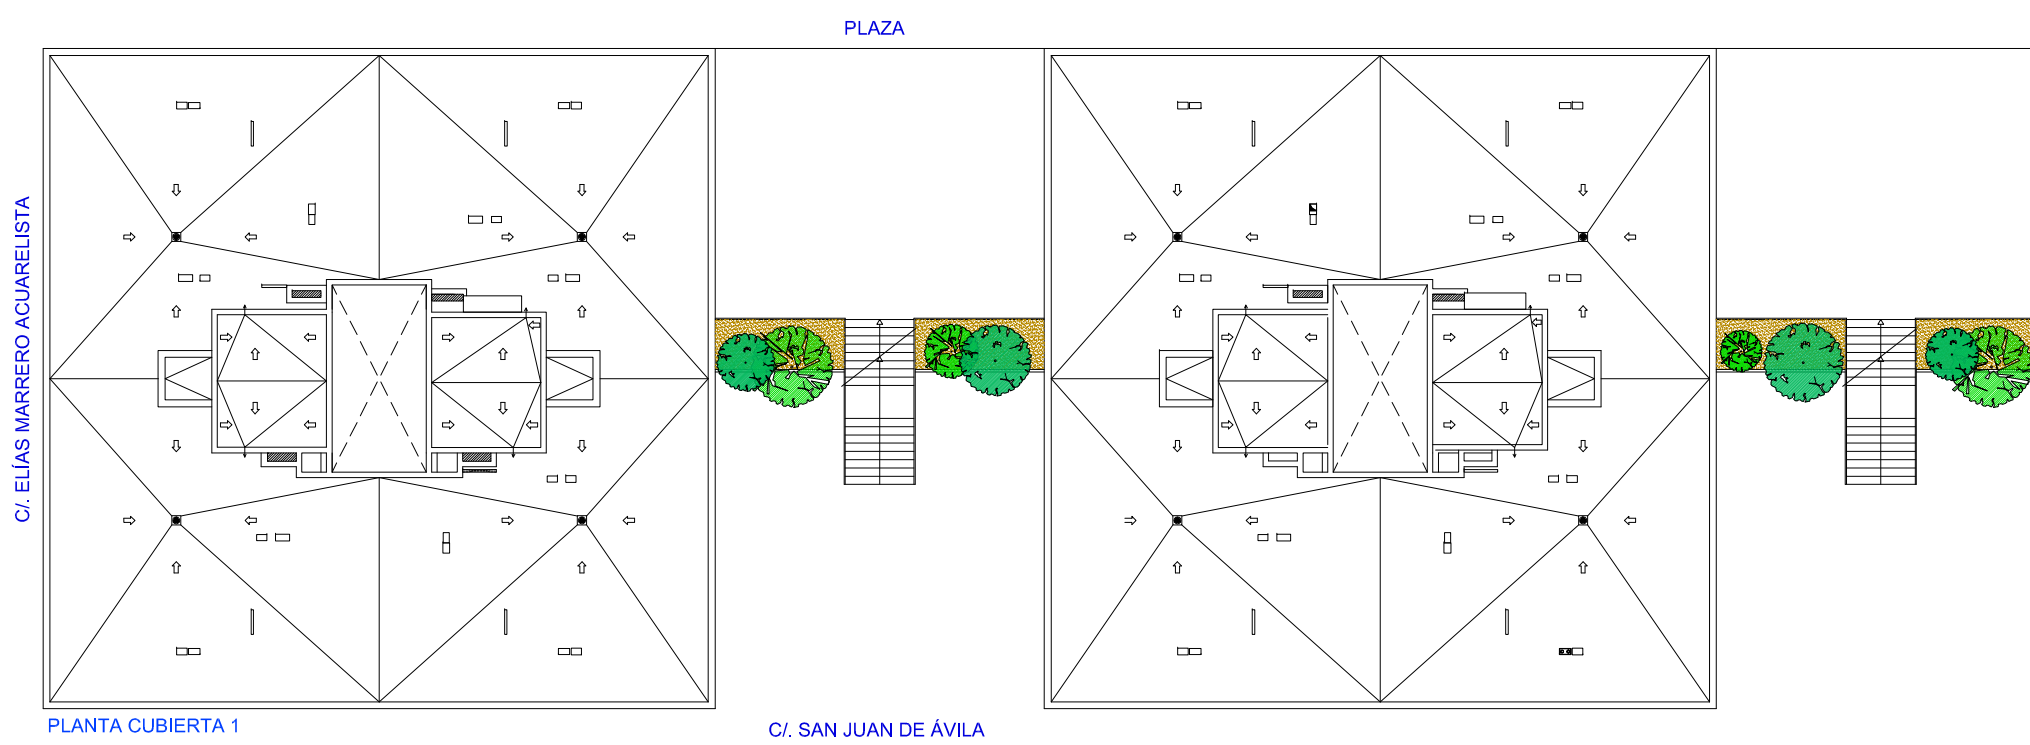 PLAZA
C/. ELÍAS MARRERO ACUARELISTA
PLANTA CUBIERTA 1
C/. SAN JUAN DE ÁVILA